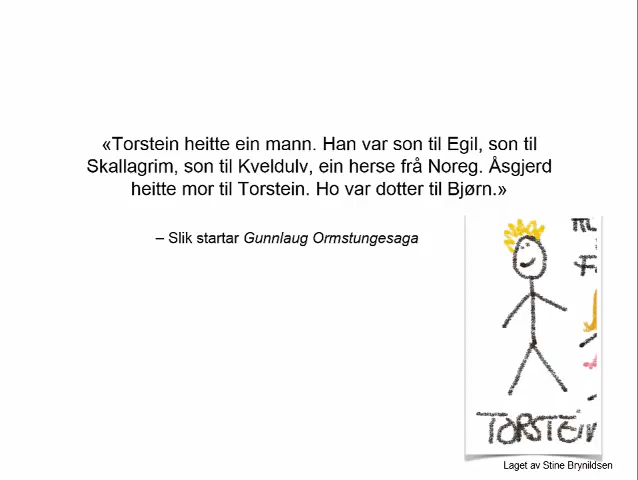 «Torstein heitte ein mann. Han var son til Egil, son til
Skallagrim, son til Kveldulv, ein herse frå Noreg. Åsgjerd
heitte mor til Torstein. Ho var dotter til Bjørn.»
– Slik startar Gunnlaug Ormstungesaga
TORSTEIN
Laget av Stine Brynildsen